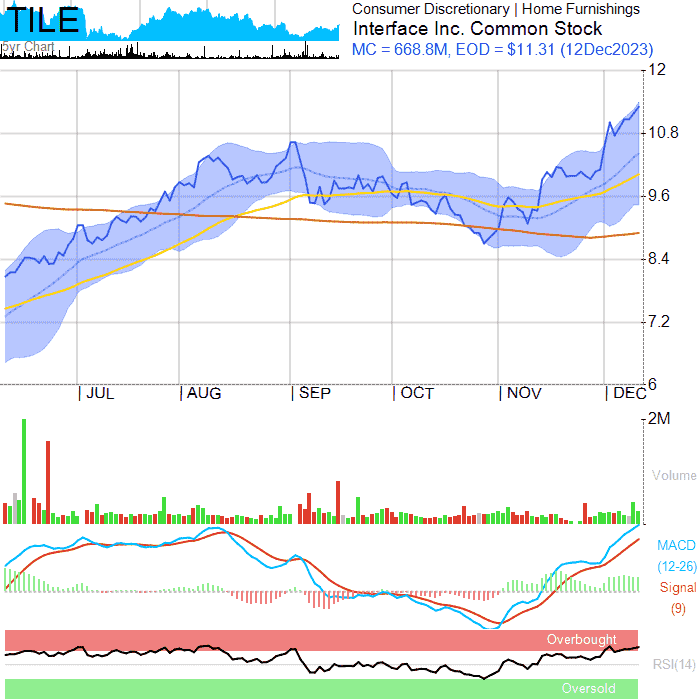 TILE
5yr Chart
Consumer Discretionary | Home Furnishings
Interface Inc. Common Stock
MC = 668.8M, EOD = $11.31 (12Dec2023)
12
10.8
9.6
8.4
7.2
6
| JUL | AUG | SEP | OCT | NOV | DEC
2M
Volume
MACD
(12-26)
Signal
(9)
Overbought
RSI(14)
Oversold